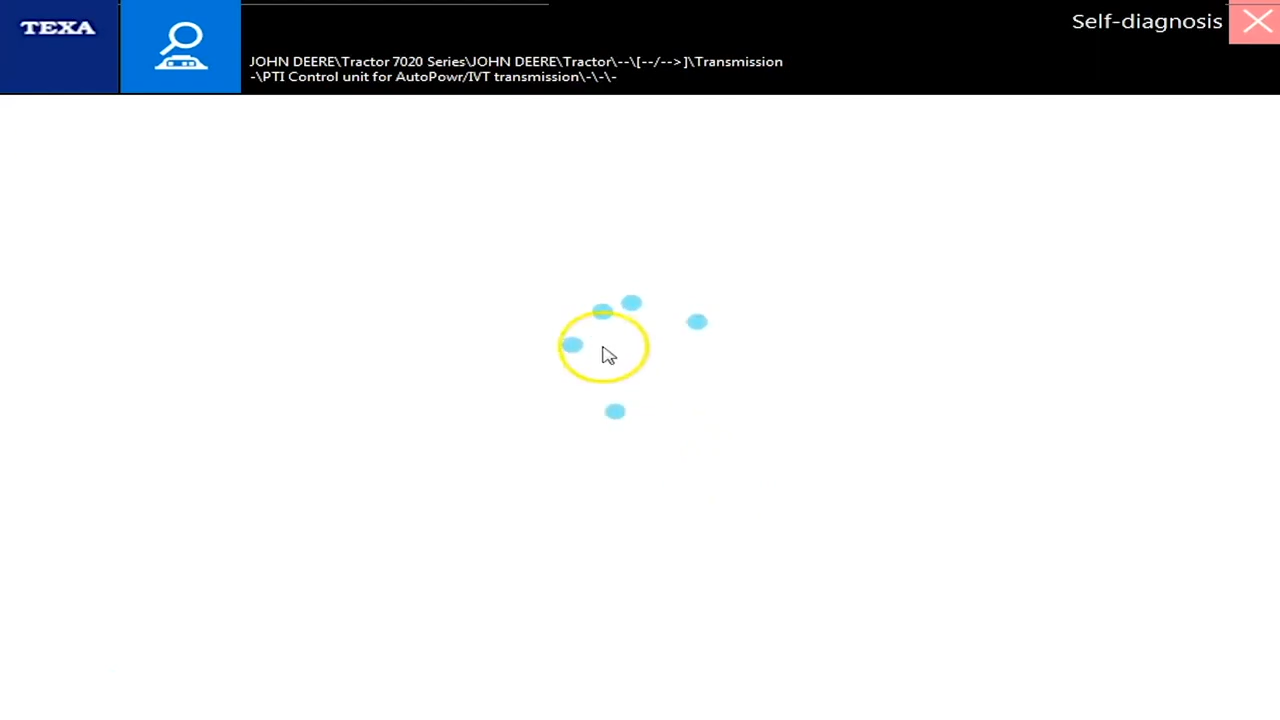 TEXA
Self-diagnosis
JOHN DEERE\Tractor 7020 Series\JOHN DEERE\Tractor\--\[--/-->]\Transmission
-\PTI Control unit for AutoPowr/IVT transmission\-\-\-